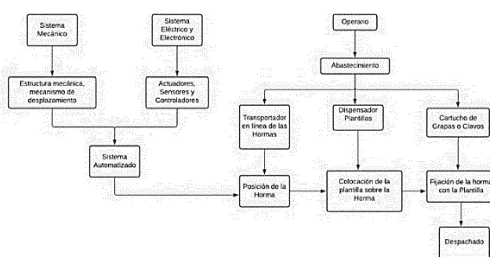 Sistema
Mecánico
Sistema
Eléctrico y
Electrónico
Operario
Estructura mecánica,
mecanismo de
desplazamiento
Actuadores,
Sensores y
Controladores
Abastecimiento
Transportador
en línea de las
Hormas
Dispensador
Plantillas
Cartucho de
Grapas o Clavos
Sistema
Automatizado
Posición de la
Horma
Colocación de la
plantilla sobre la
Horma
Fijación de la horma
con la Plantilla
Despachado